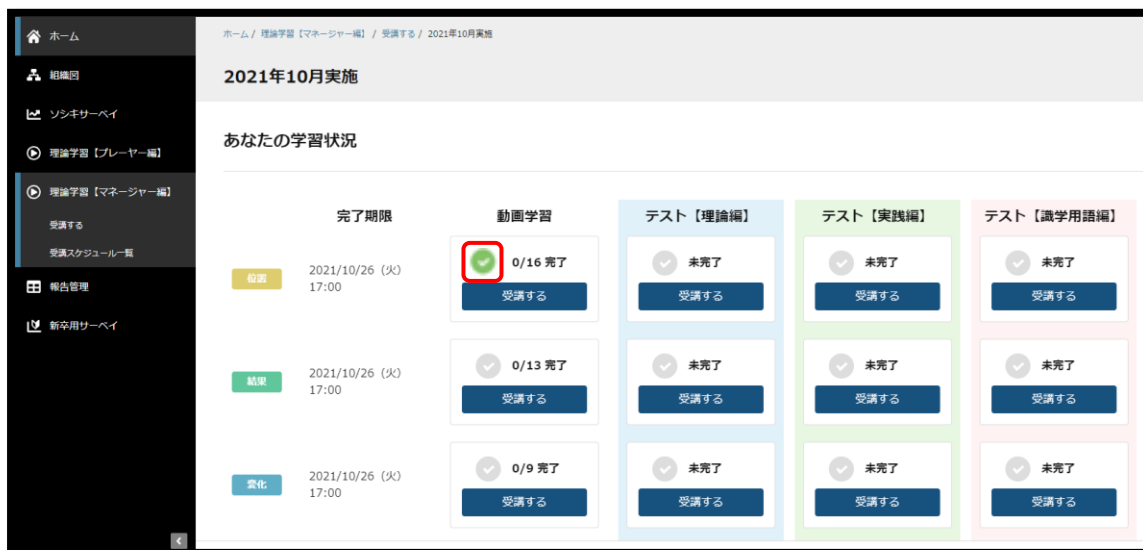 ホーム
組織図
ソシキサーベイ
理論学習【プレーヤー編】
理論学習【マネージャー編】
受講する
受講スケジュール一覧
報告管理
新卒用サーベイ
ホーム / 理論学習【マネージャー編】 / 受講する / 2021年10月実施
2021年10月実施
あなたの学習状況
完了期限 動画学習 テスト【理論編】 テスト【実践編】 テスト【識学用語編】
位置 2021/10/26（火）17:00 0/16 完了 未完了 未完了 未完了
受講する 受講する 受講する 受講する
結果 2021/10/26（火）17:00 0/13 完了 未完了 未完了 未完了
受講する 受講する 受講する 受講する
変化 2021/10/26（火）17:00 0/9 完了 未完了 未完了 未完了
受講する 受講する 受講する 受講する